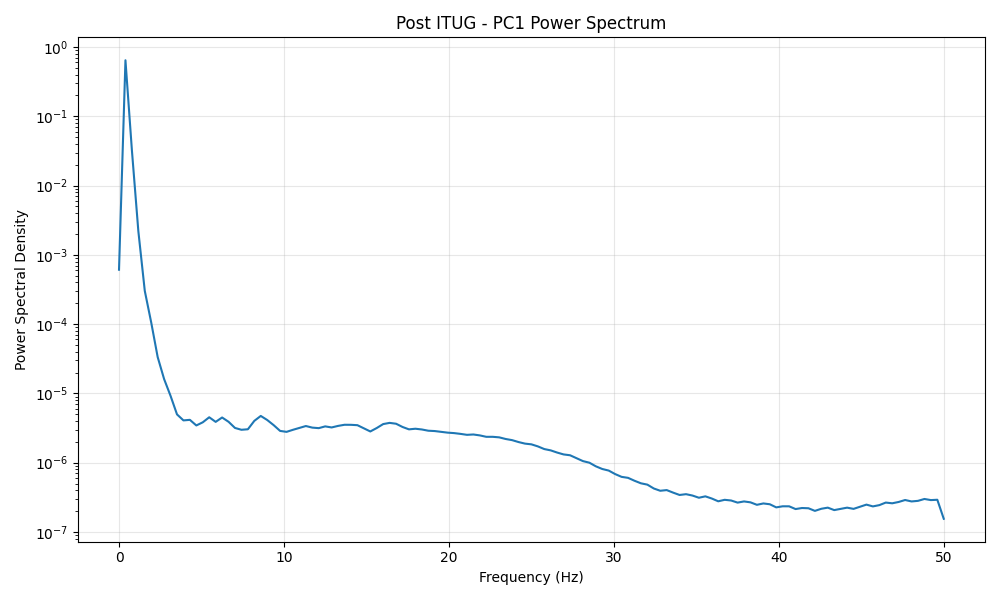 Post ITUG - PC1 Power Spectrum
Power Spectral Density
10⁰
10⁻¹
10⁻²
10⁻³
10⁻⁴
10⁻⁵
10⁻⁶
10⁻⁷
0 10 20 30 40 50
Frequency (Hz)